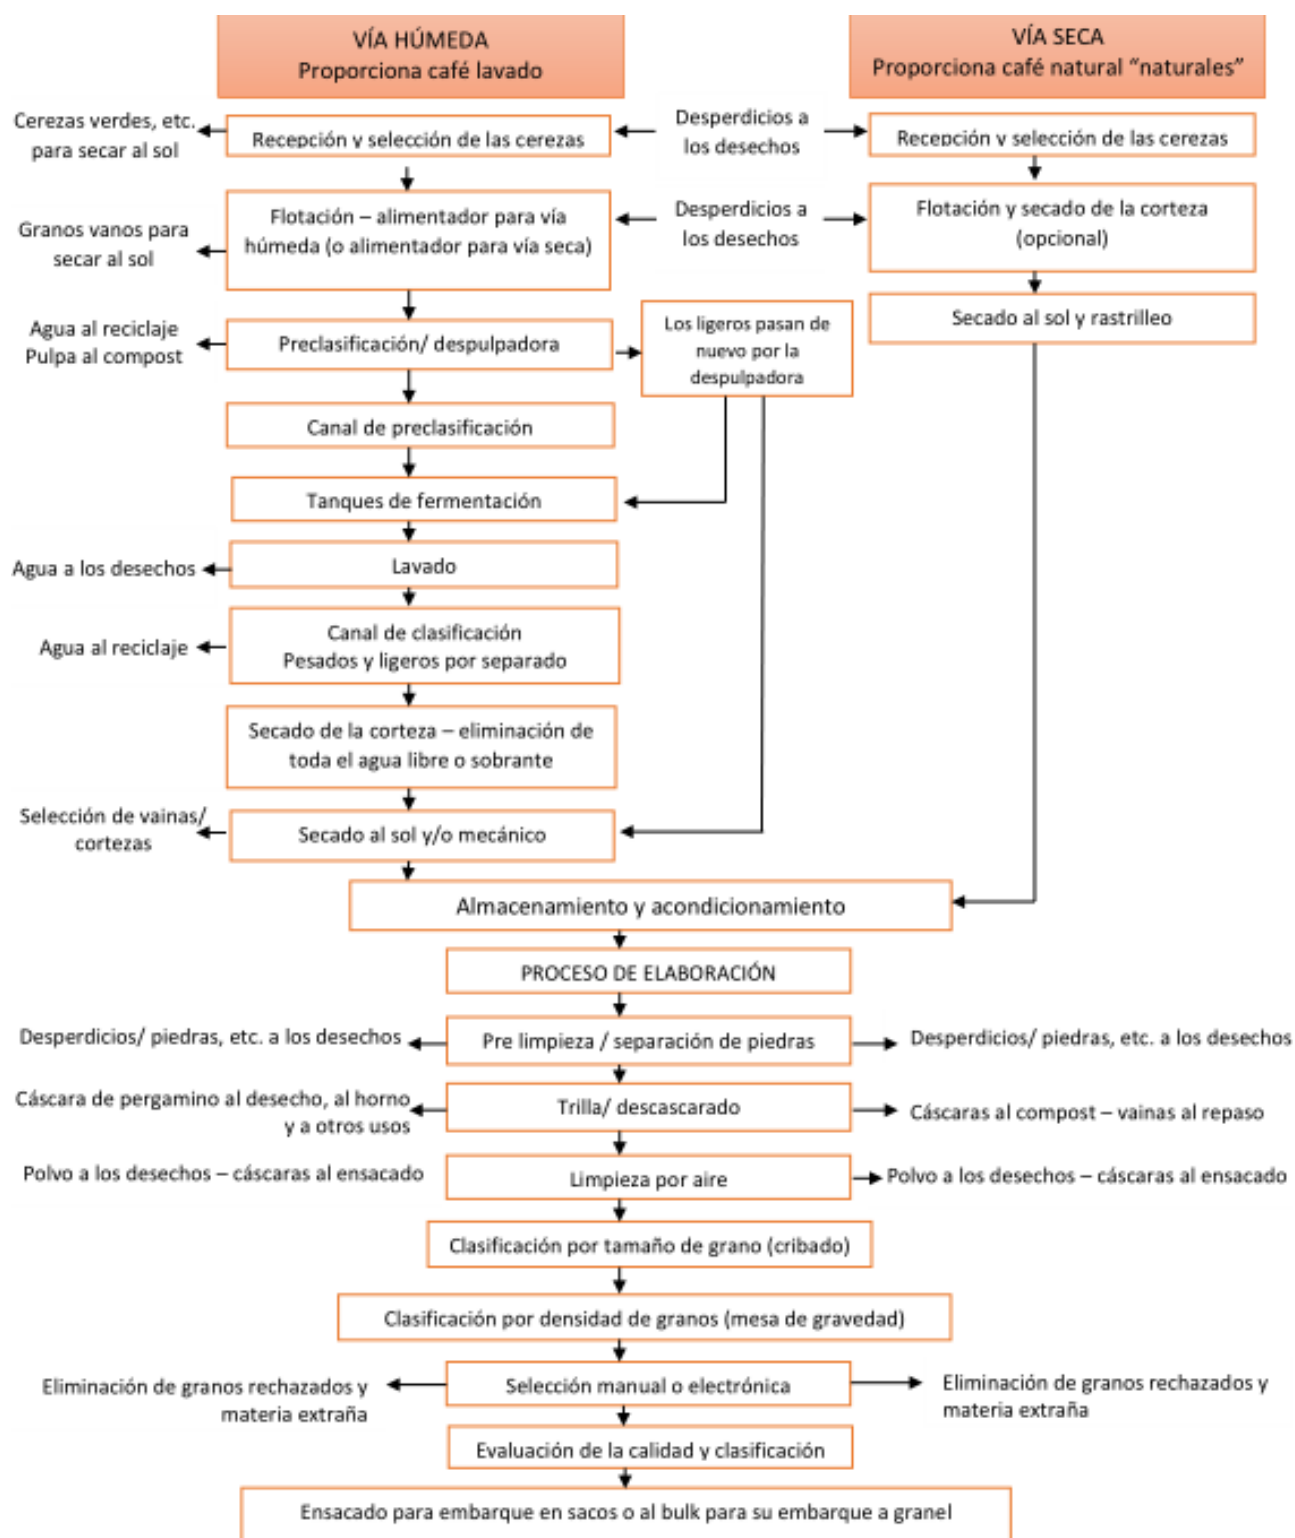 VÍA HÚMEDA
Proporciona café lavado
VÍA SECA
Proporciona café natural “naturales”
Cerezas verdes, etc.
para secar al sol
Recepción y selección de las cerezas
Desperdicios a
los desechos
Recepción y selección de las cerezas
Granos vanos para
secar al sol
Flotación – alimentador para vía
húmeda (o alimentador para vía seca)
Desperdicios a
los desechos
Flotación y secado de la corteza
(opcional)
Agua al reciclaje
Pulpa al compost
Preclasificación/ despulpadora
Los ligeros pasan de
nuevo por la
despulpadora
Secado al sol y rastrilleo
Canal de preclasificación
Tanques de fermentación
Agua a los desechos
Lavado
Agua al reciclaje
Canal de clasificación
Pesados y ligeros por separado
Secado de la corteza – eliminación de
toda el agua libre o sobrante
Selección de vainas/
cortezas
Secado al sol y/o mecánico
Almacenamiento y acondicionamiento
PROCESO DE ELABORACIÓN
Desperdicios/ piedras, etc. a los desechos
Pre limpieza / separación de piedras
Desperdicios/ piedras, etc. a los desechos
Cáscara de pergamino al desecho, al horno
y a otros usos
Trilla/ descascarado
Cáscaras al compost – vainas al repaso
Polvo a los desechos – cáscaras al ensacado
Limpieza por aire
Polvo a los desechos – cáscaras al ensacado
Clasificación por tamaño de grano (cribado)
Clasificación por densidad de granos (mesa de gravedad)
Eliminación de granos rechazados y
materia extraña
Selección manual o electrónica
Eliminación de granos rechazados y
materia extraña
Evaluación de la calidad y clasificación
Ensacado para embarque en sacos o al bulk para su embarque a granel